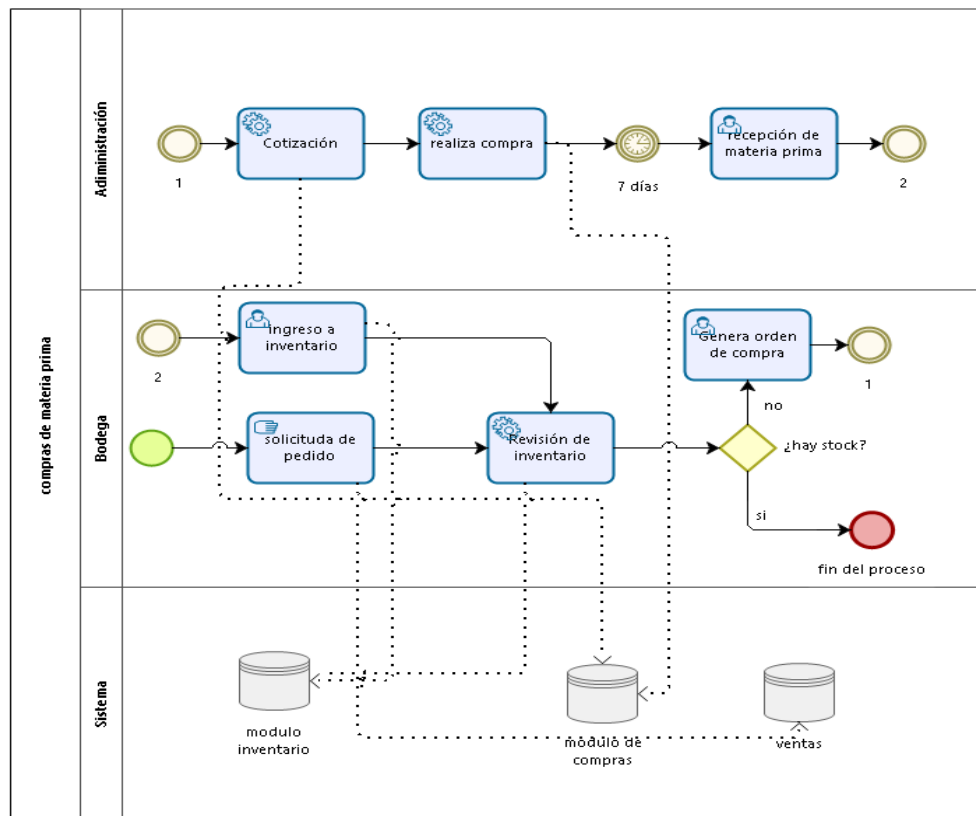 compras de materia prima
Adiministración
Cotización
realiza compra
recepción de
materia prima
1
7 días
2
Bodega
ingreso a
inventario
Genera orden
de compra
2
1
no
solicituda de
pedido
Revisión de
inventario
¿hay stock?
si
fin del proceso
Sistema
modulo
inventario
modulo de
compras
ventas